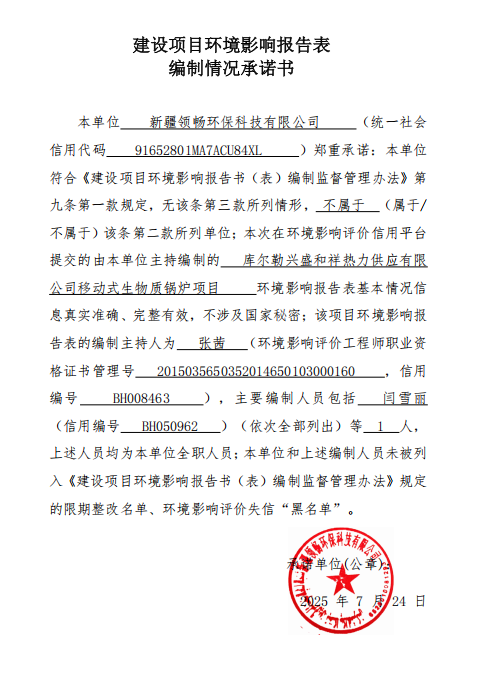 建设项目环境影响报告表
编制情况承诺书
本单位 新疆领畅环保科技有限公司 （统一社会
信用代码 91652801MA7ACU84XL ）郑重承诺：本单位
符合《建设项目环境影响报告书（表）编制监督管理办法》第
九条第一款规定，无该条第三款所列情形， 不属于 （属于/
不属于）该条第二款所列单位；本次在环境影响评价信用平台
提交的由本单位主持编制的 库尔勒兴盛和祥热力供应有限
公司移动式生物质锅炉项目 环境影响报告表基本情况信
息真实准确、完整有效，不涉及国家秘密；该项目环境影响报
告表的编制主持人为 张茜 （环境影响评价工程师职业资
格证书管理号 2015035650352014650103000160 ，信用
编号 BH008463 ），主要编制人员包括 闫雪丽
（信用编号 BH050962 ）（依次全部列出）等 1 人，
上述人员均为本单位全职人员；本单位和上述编制人员未被列
入《建设项目环境影响报告书（表）编制监督管理办法》规定
的限期整改名单、环境影响评价失信“黑名单”。
承诺单位(公章)：
2025 年 7 月 24 日